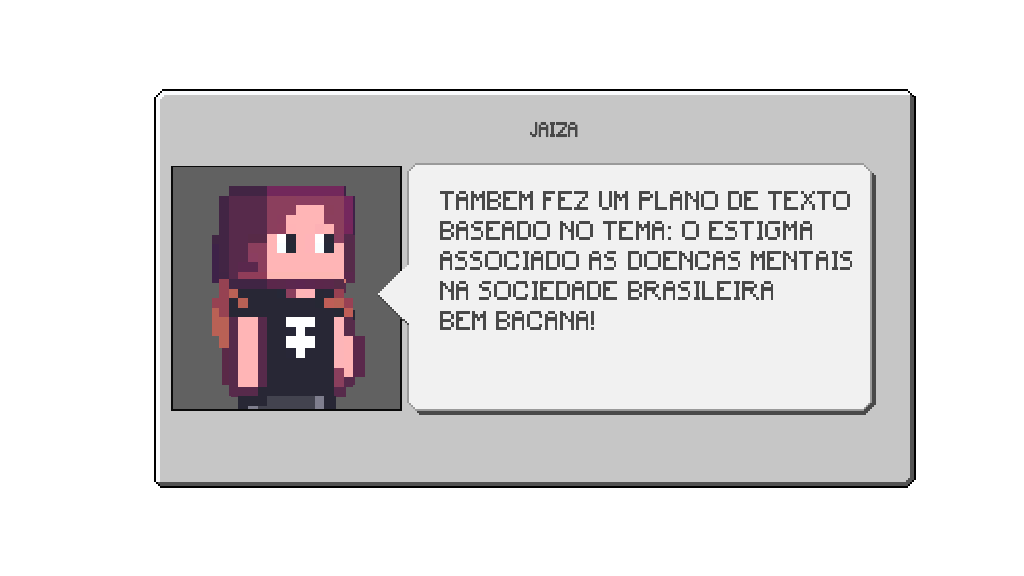 JAIZA
TAMBEM FEZ UM PLANO DE TEXTO
BASEADO NO TEMA: O ESTIGMA
ASSOCIADO AS DOENCAS MENTAIS
NA SOCIEDADE BRASILEIRA
BEM BACANA!